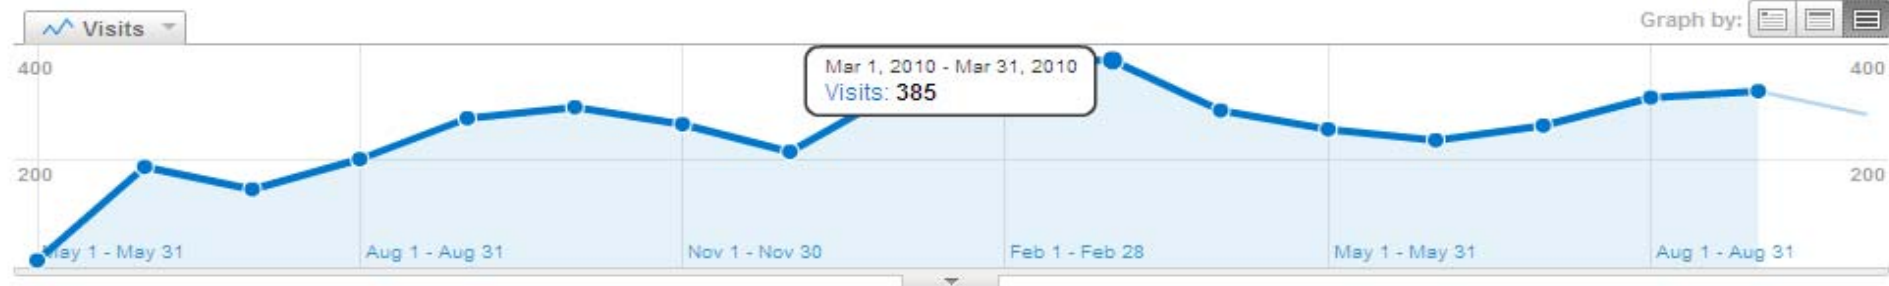 Visits
Graph by:
400
400
Mar 1, 2010 - Mar 31, 2010
Visits: 385
200
200
May 1 - May 31
Aug 1 - Aug 31
Nov 1 - Nov 30
Feb 1 - Feb 28
May 1 - May 31
Aug 1 - Aug 31